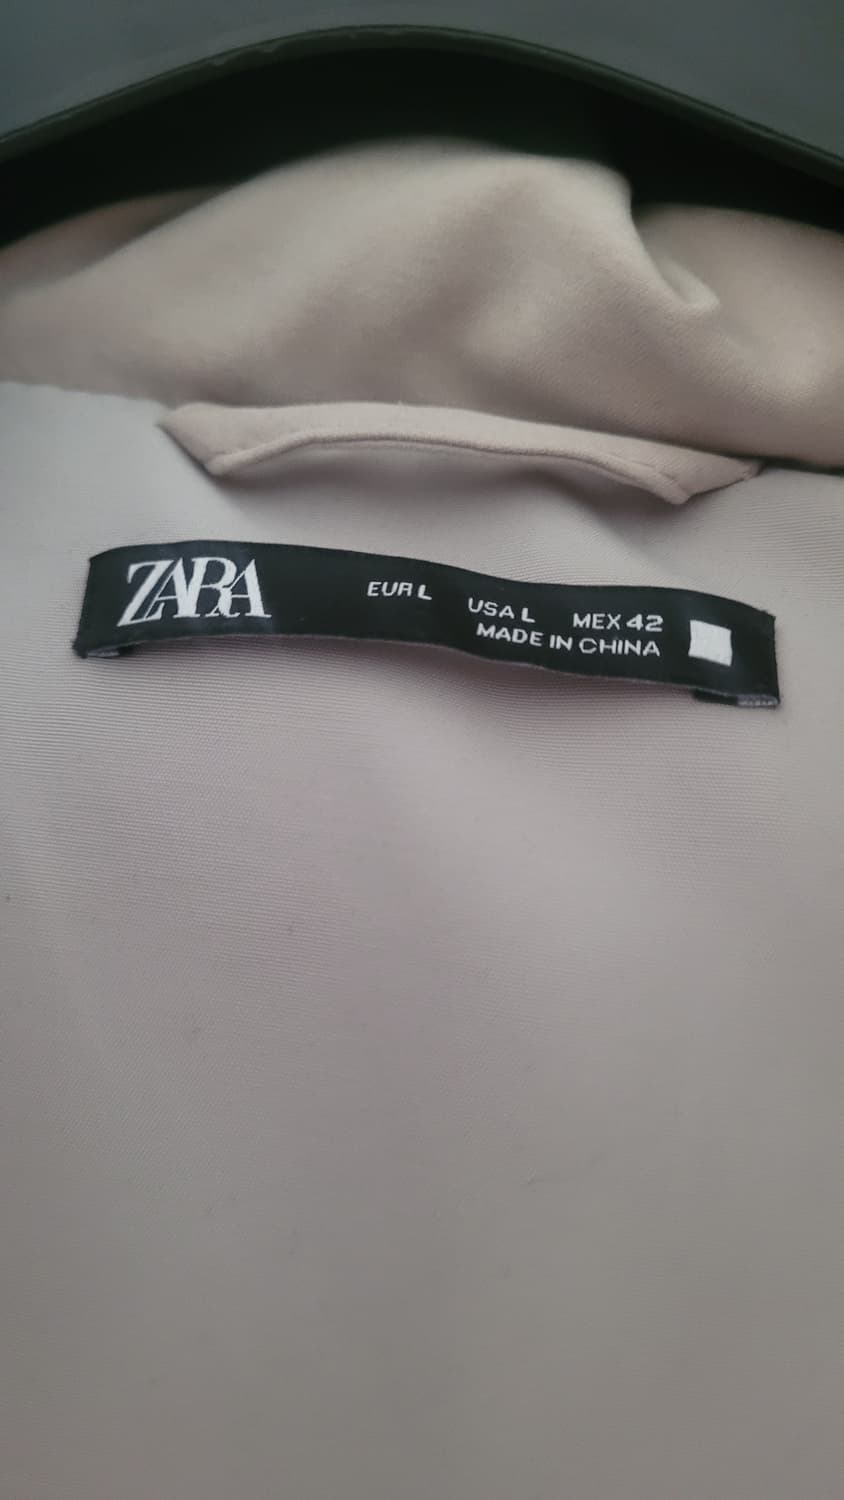 ZARA EUR L USA L MEX 42
MADE IN CHINA